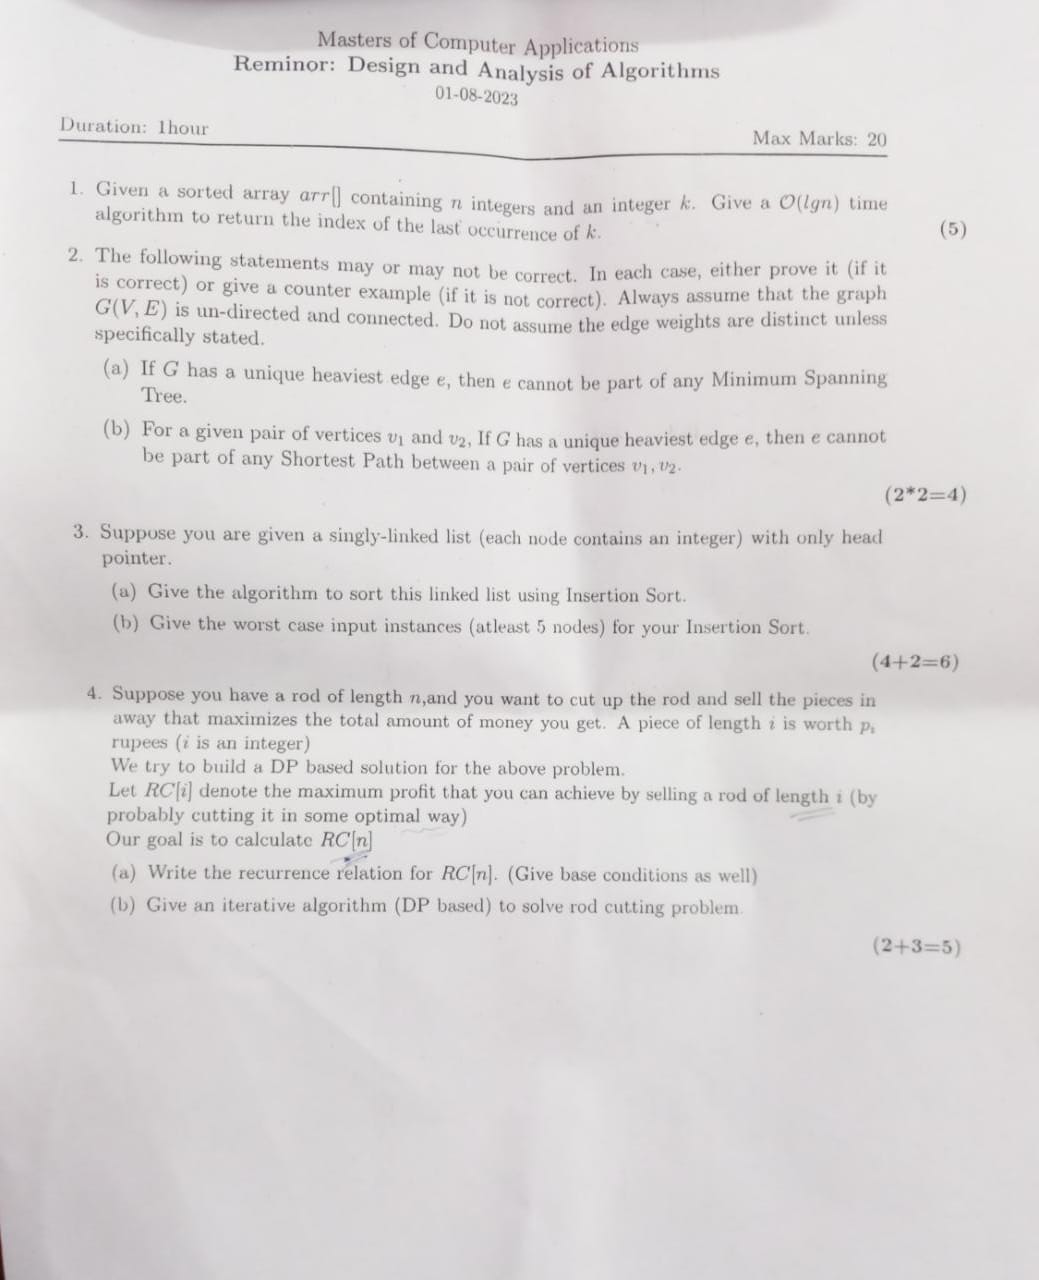 Masters of Computer Applications
Reminor: Design and Analysis of Algorithms
01-08-2023
Duration: 1hour
Max Marks: 20
1. Given a sorted array arr[] containing n integers and an integer k. Give a O(lgn) time
algorithm to return the index of the last occurrence of k.
(5)
2. The following statements may or may not be correct. In each case, either prove it (if it
is correct) or give a counter example (if it is not correct). Always assume that the graph
G(V, E) is un-directed and connected. Do not assume the edge weights are distinct unless
specifically stated.
(a) If G has a unique heaviest edge e, then e cannot be part of any Minimum Spanning
Tree.
(b) For a given pair of vertices v₁ and v₂, If G has a unique heaviest edge e, then e cannot
be part of any Shortest Path between a pair of vertices v₁, v₂.
(2*2=4)
3. Suppose you are given a singly-linked list (each node contains an integer) with only head
pointer.
(a) Give the algorithm to sort this linked list using Insertion Sort.
(b) Give the worst case input instances (atleast 5 nodes) for your Insertion Sort.
(4+2=6)
4. Suppose you have a rod of length n,and you want to cut up the rod and sell the pieces in
away that maximizes the total amount of money you get. A piece of length i is worth pᵢ
rupees (i is an integer)
We try to build a DP based solution for the above problem.
Let RC[i] denote the maximum profit that you can achieve by selling a rod of length i (by
probably cutting it in some optimal way)
Our goal is to calculate RC[n]
(a) Write the recurrence relation for RC[n]. (Give base conditions as well)
(b) Give an iterative algorithm (DP based) to solve rod cutting problem.
(2+3=5)